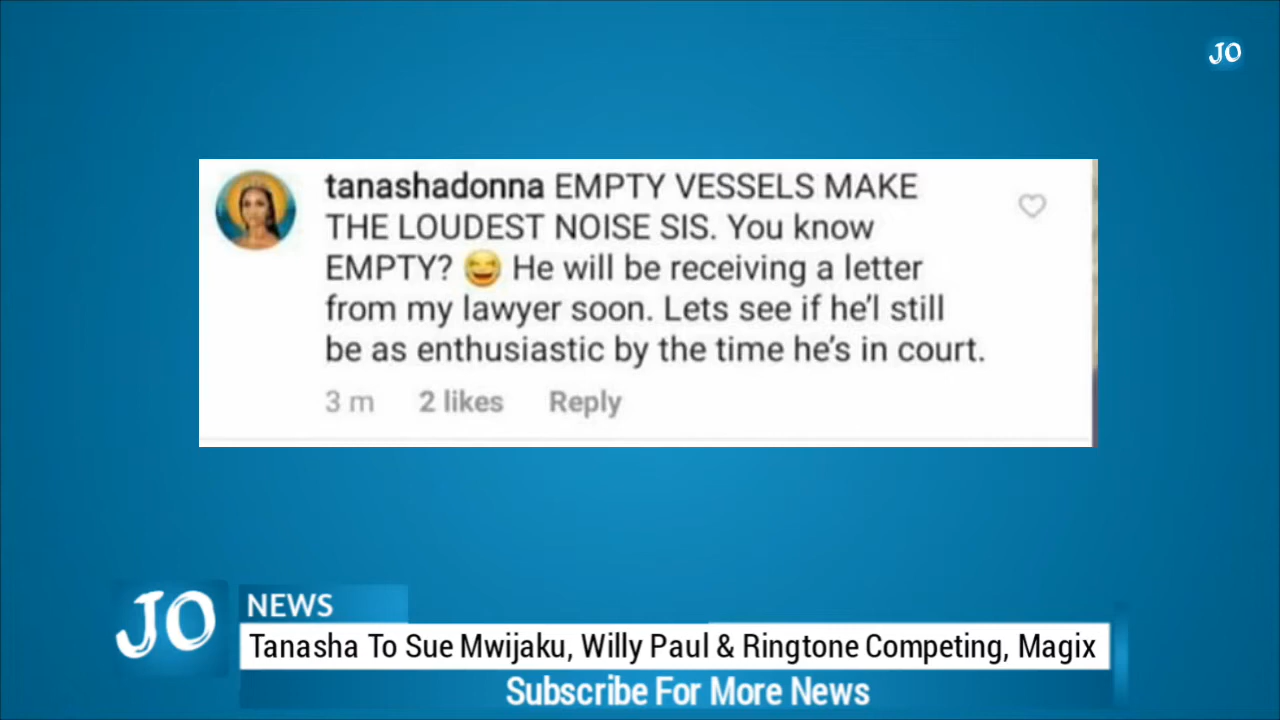 JO
tanashadonna EMPTY VESSELS MAKE
THE LOUDEST NOISE SIS. You know
EMPTY? 😆 He will be receiving a letter
from my lawyer soon. Lets see if he'l still
be as enthusiastic by the time he's in court.
3 m 2 likes Reply
JO
NEWS
Tanasha To Sue Mwijaku, Willy Paul & Ringtone Competing, Magix
Subscribe For More News